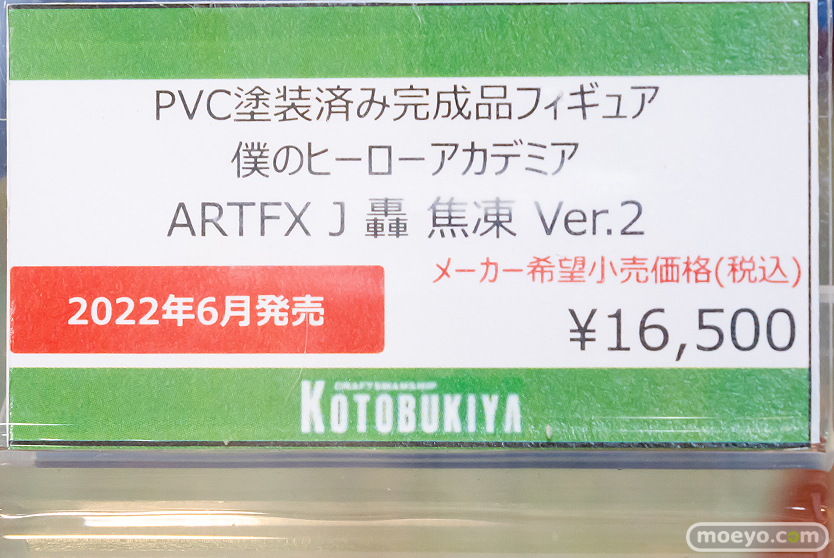 PVC塗装済み完成品フィギュア
僕のヒーローアカデミア
ARTFX J 轟 焦凍 Ver.2
メーカー希望小売価格(税込)
2022年6月発売
¥16,500
CRAFTSMANSHIP
KOTOBUKIYA
moeyo.com